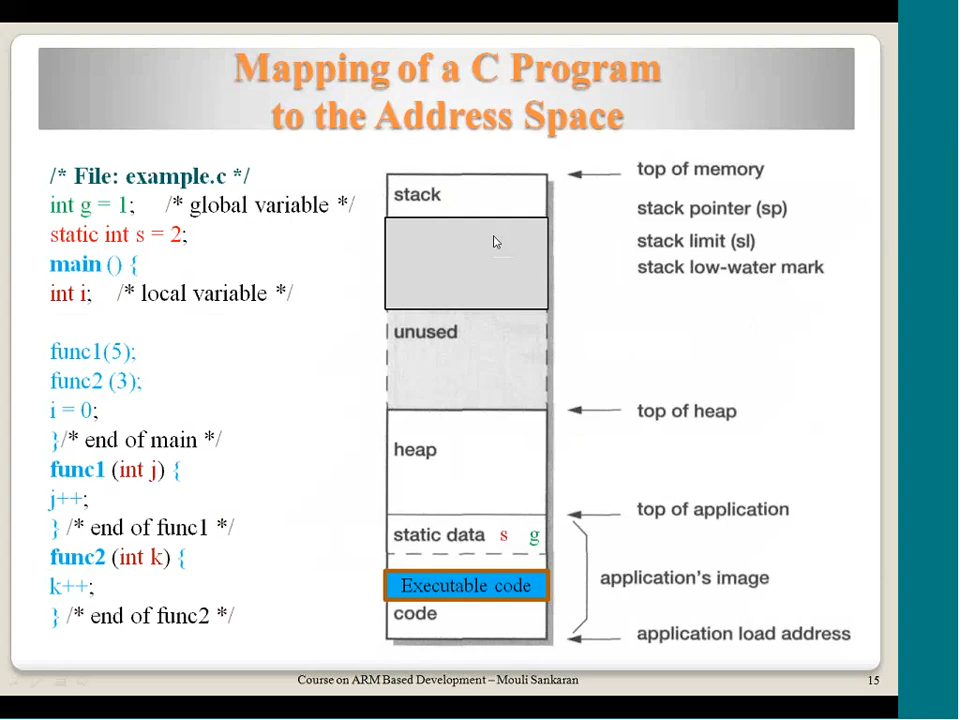 Mapping of a C Program
to the Address Space
/* File: example.c */
int g = 1; /* global variable */
static int s = 2;
main () {
int i; /* local variable */
func1(5);
func2 (3);
i = 0;
}/* end of main */
func1 (int j) {
j++;
} /* end of func1 */
func2 (int k) {
k++;
} /* end of func2 */
stack
unused
heap
static data s g
Executable code
code
top of memory
stack pointer (sp)
stack limit (sl)
stack low-water mark
top of heap
top of application
application's image
application load address
Course on ARM Based Development – Mouli Sankaran
15